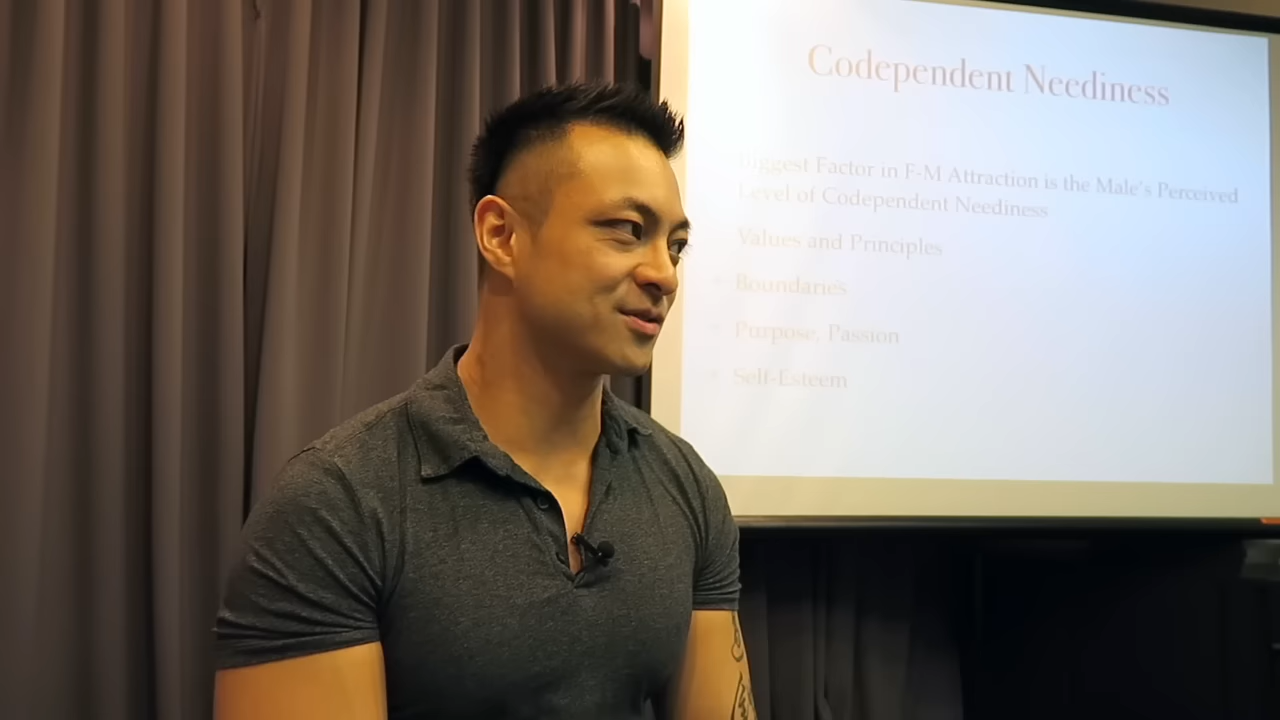 Codependent Neediness
Biggest Factor in F-M Attraction is the Male's Perceived
Level of Codependent Neediness
Values and Principles
Boundaries
Purpose, Passion
Self-Esteem